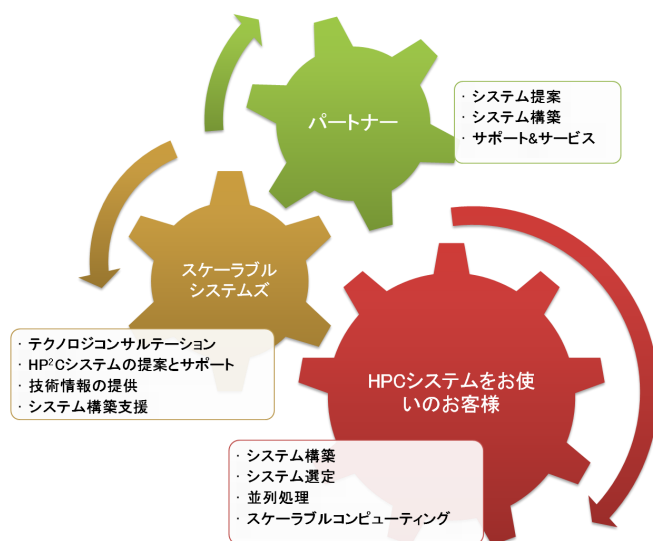 パートナー
・ システム提案
・ システム構築
・ サポート&サービス
スケーラブル
システムズ
・ テクノロジコンサルテーション
・ HP²Cシステムの提案とサポート
・ 技術情報の提供
・ システム構築支援
HPCシステムをお使
いのお客様
・ システム構築
・ システム選定
・ 並列処理
・ スケーラブルコンピューティング